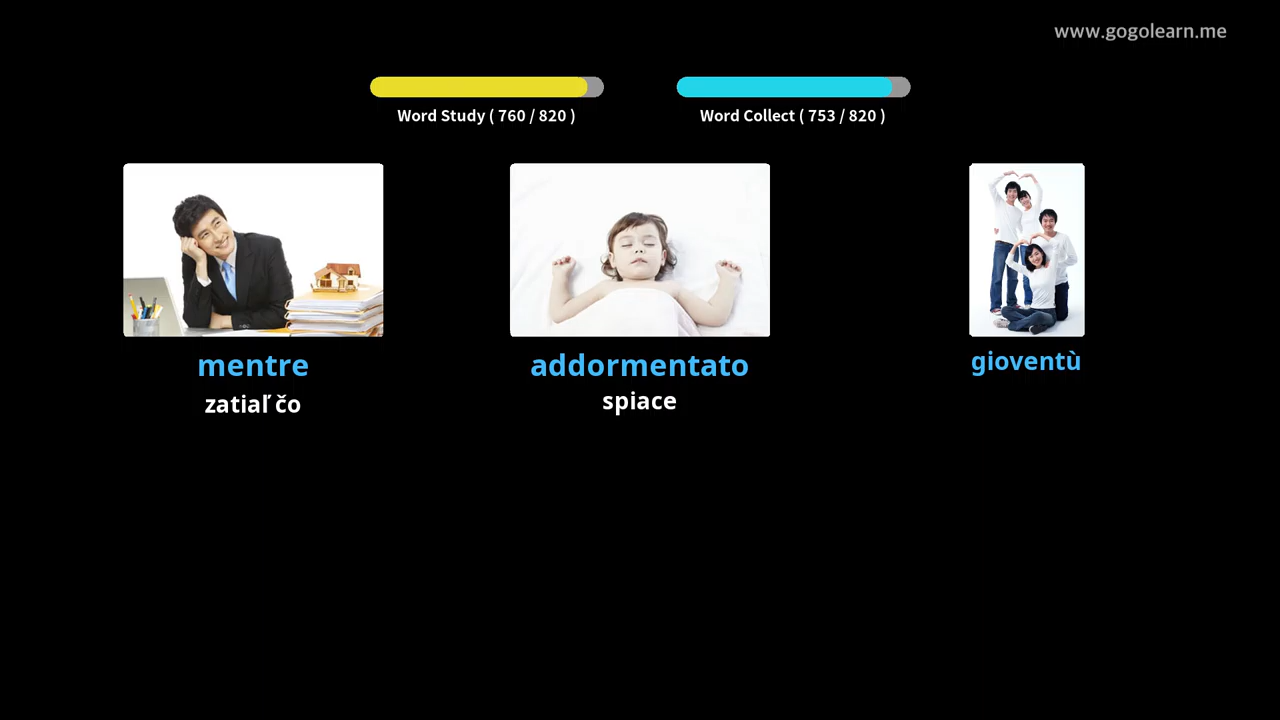 www.gogolearn.me
Word Study ( 760 / 820 )
Word Collect ( 753 / 820 )
mentre
zatiaľ čo
addormentato
spiace
gioventù